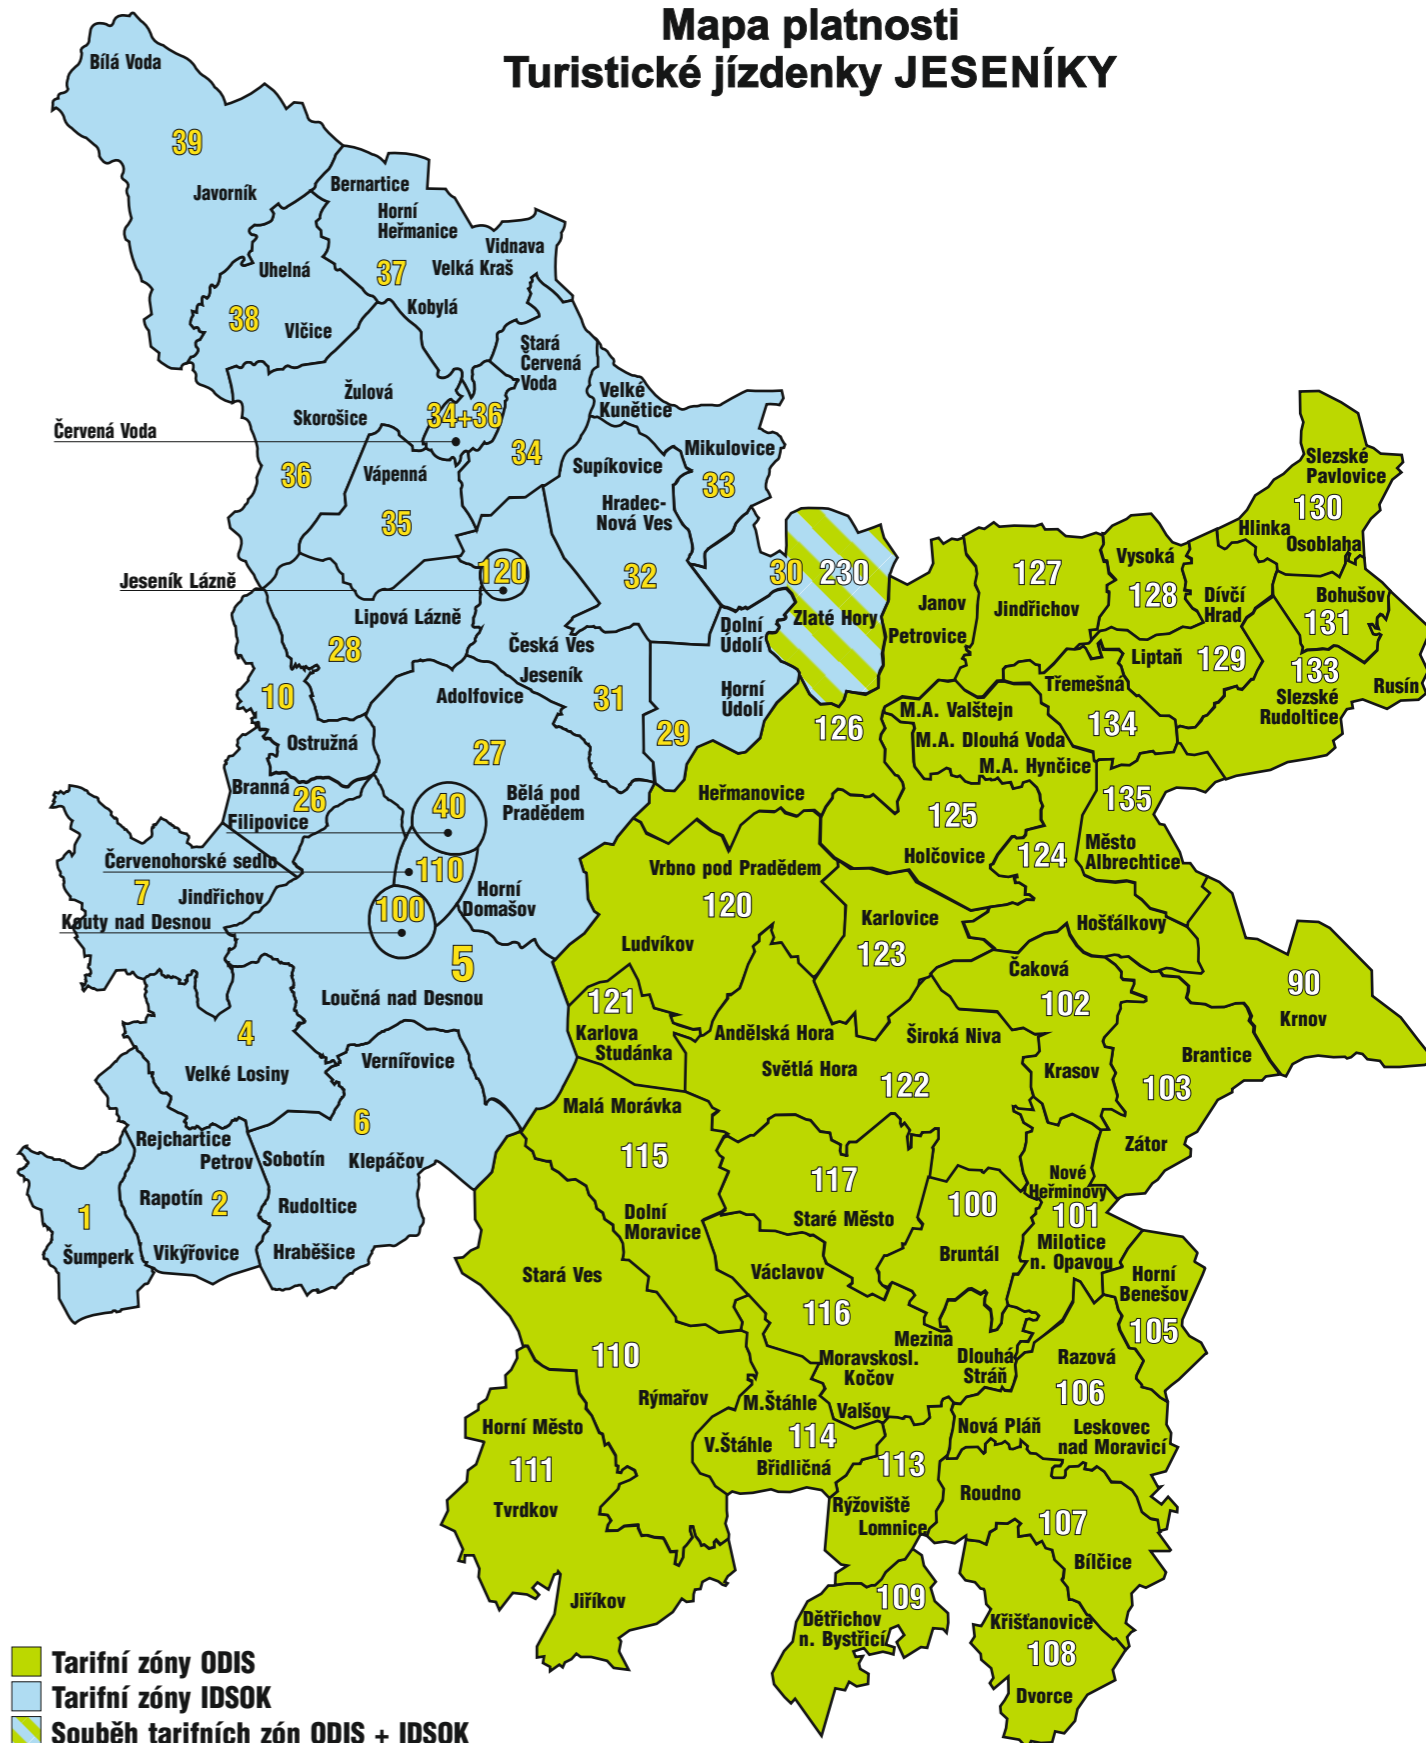 Mapa platnosti
Turistické jízdenky JESENÍKY
Bílá Voda
39
Javorník
Bernartice
Horní
Heřmanice
Vidnava
37
Velká Kraš
Kobylá
Uhelná
38
Vlčice
Stará
Červená
Voda
Žulová
Skorošice
34+36
Červená Voda
34
36
Vápenná
35
Velké
Kunětice
Mikulovice
33
Supíkovice
Hradec-
Nová Ves
32
Jeseník Lázně
120
30
230
Zlaté Hory
Lipová Lázně
28
Česká Ves
Jeseník
31
Dolní
Údolí
Horní
Údolí
29
10
Ostružná
Adolfovice
27
Bělá pod
Pradědem
Branná
26
40
Filipovice
Červenohorské sedlo
110
7
Jindřichov
Horní
Domašov
100
Kouty nad Desnou
5
Loučná nad Desnou
4
Velké Losiny
Vernířovice
6
Rejchartice
Petrov
Sobotín
Klepáčov
Rapotín
2
Rudoltice
1
Šumperk
Vikýřovice
Hraběšice
Slezské
Pavlovice
130
Hlinka
Osoblaha
127
Jindřichov
Vysoká
128
Dívčí
Hrad
Bohušov
131
Janov
Petrovice
Liptaň
129
133
Slezské
Rudoltice
Rusín
Třemešná
134
126
M.A. Valštejn
M.A. Dlouhá Voda
M.A. Hynčice
Heřmanovice
125
Holčovice
124
135
Město
Albrechtice
Vrbno pod Pradědem
120
Ludvíkov
Karlovice
123
Hošťálkovy
Čaková
102
90
Krnov
121
Karlova
Studánka
Andělská Hora
Světlá Hora
Široká Niva
122
Krasov
Brantice
103
Zátor
Malá Morávka
115
Dolní
Moravice
117
Staré Město
100
Bruntál
Nové
Heřminovy
101
Milotice
n. Opavou
Horní
Benešov
105
Stará Ves
Václavov
116
Mezina
Moravskosl.
Kočov
Dlouhá
Stráň
Razová
106
110
Rýmařov
M.Štáhle
Valšov
V.Štáhle
114
Břidličná
Nová Pláň
Leskovec
nad Moravicí
Horní Město
111
Tvrdkov
113
Rýžoviště
Lomnice
Roudno
107
Bílčice
Jiříkov
109
Dětřichov
n. Bystřicí
Křišťanovice
108
Dvorce
Tarifní zóny ODIS
Tarifní zóny IDSOK
Souběh tarifních zón ODIS + IDSOK